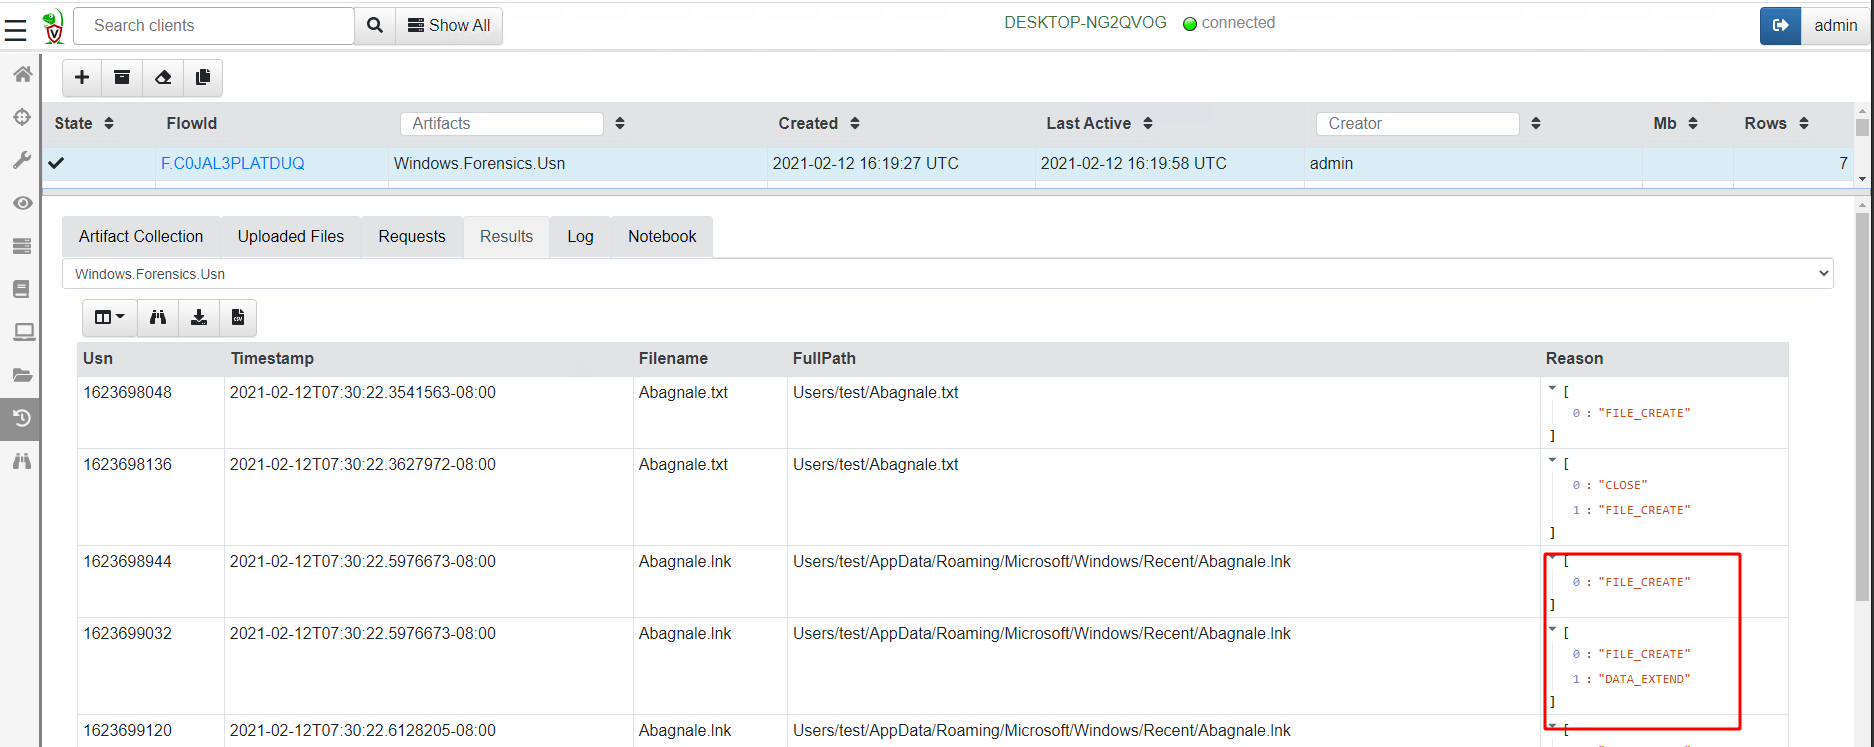 Search clients
Show All
DESKTOP-NG2QVOG connected
admin
State FlowId Artifacts Created Last Active Creator Mb Rows
F.C0JAL3PLATDUQ Windows.Forensics.Usn 2021-02-12 16:19:27 UTC 2021-02-12 16:19:58 UTC admin 7
Artifact Collection Uploaded Files Requests Results Log Notebook
Windows.Forensics.Usn
Usn Timestamp Filename FullPath Reason
1623698048 2021-02-12T07:30:22.3541563-08:00 Abagnale.txt Users/test/Abagnale.txt [
0 : "FILE_CREATE"
]
1623698136 2021-02-12T07:30:22.3627972-08:00 Abagnale.txt Users/test/Abagnale.txt [
0 : "CLOSE"
1 : "FILE_CREATE"
]
1623698944 2021-02-12T07:30:22.5976673-08:00 Abagnale.lnk Users/test/AppData/Roaming/Microsoft/Windows/Recent/Abagnale.lnk [
0 : "FILE_CREATE"
]
1623699032 2021-02-12T07:30:22.5976673-08:00 Abagnale.lnk Users/test/AppData/Roaming/Microsoft/Windows/Recent/Abagnale.lnk [
0 : "FILE_CREATE"
1 : "DATA_EXTEND"
]
1623699120 2021-02-12T07:30:22.6128205-08:00 Abagnale.lnk Users/test/AppData/Roaming/Microsoft/Windows/Recent/Abagnale.lnk [